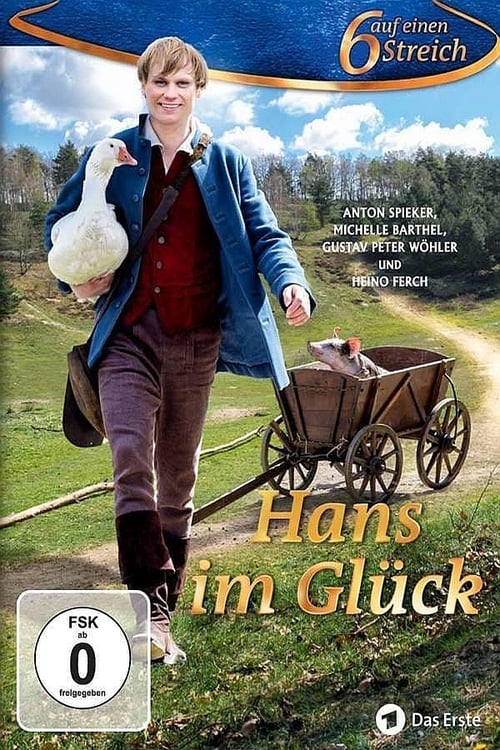 6 auf einen
Streich
ANTON SPIEKER,
MICHELLE BARTHEL,
GUSTAV PETER WÖHLER
UND
HEINO FERCH
Hans
im Glück
FSK
ab
0
freigegeben
1 Das Erste